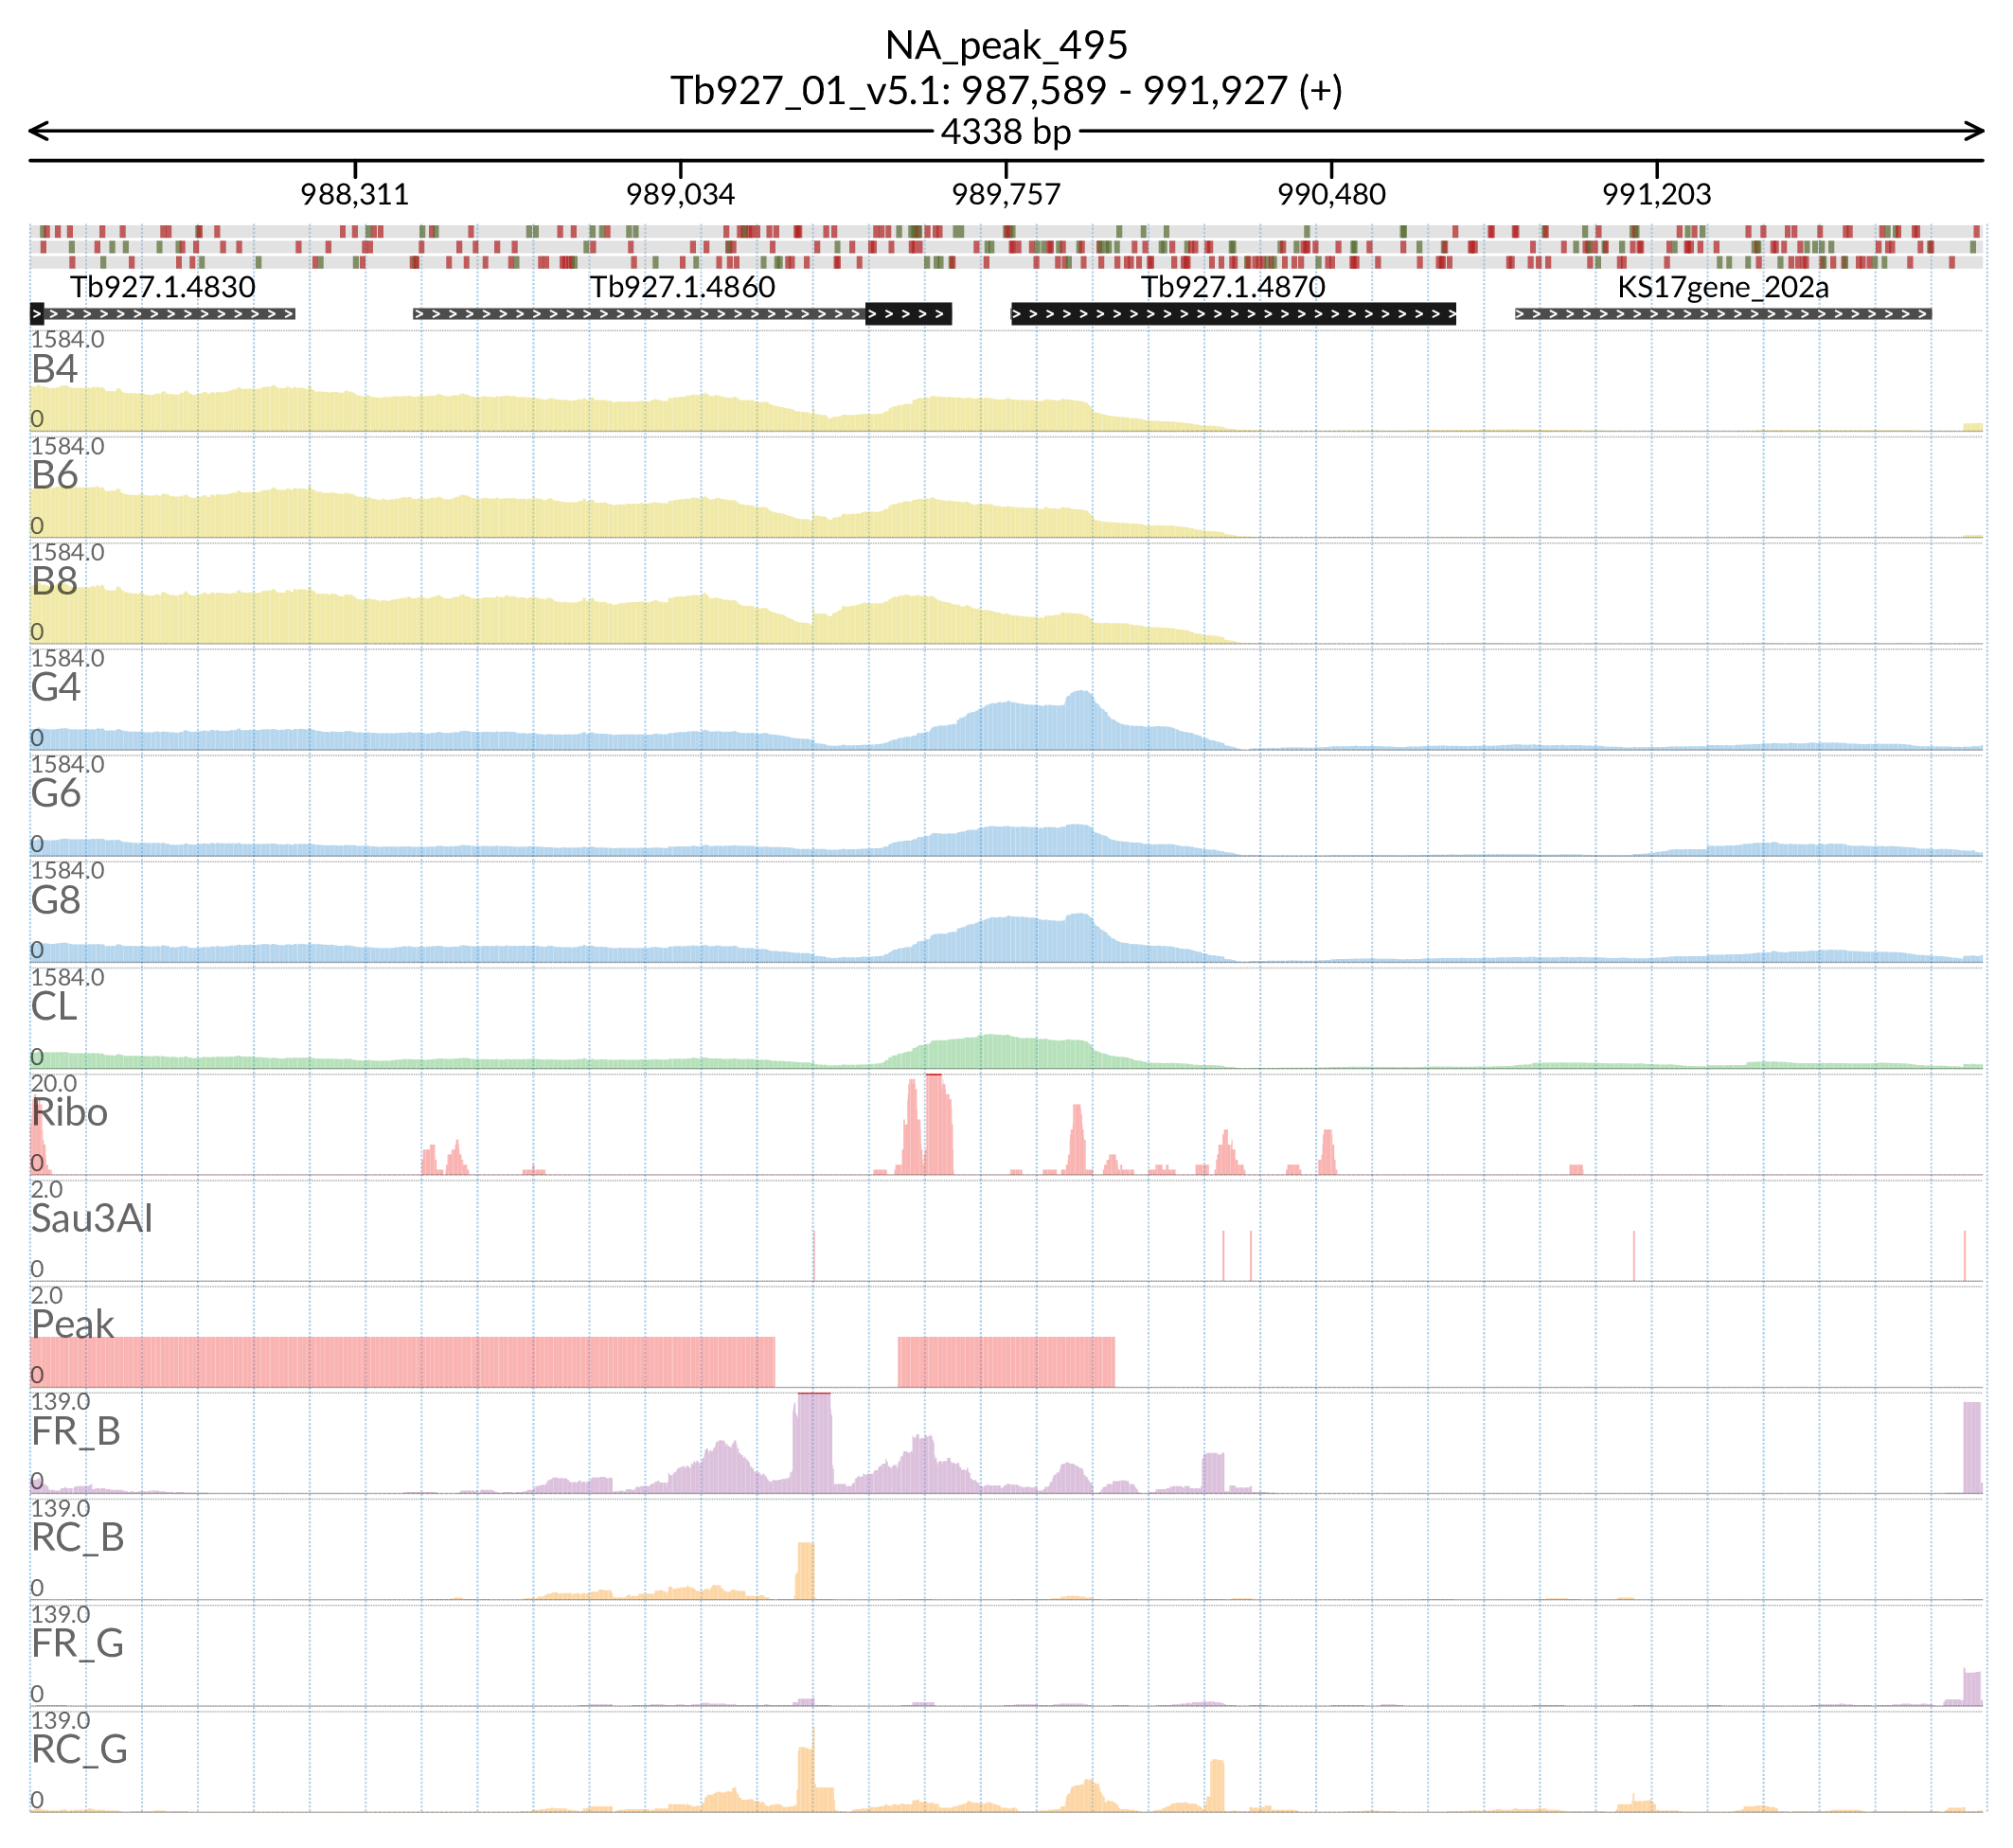 NA_peak_495
Tb927_01_v5.1: 987,589 - 991,927 (+)
4338 bp
988,311 989,034 989,757 990,480 991,203
Tb927.1.4830 Tb927.1.4860 Tb927.1.4870 KS17gene_202a
1584.0
B4
0
1584.0
B6
0
1584.0
B8
0
1584.0
G4
0
1584.0
G6
0
1584.0
G8
0
1584.0
CL
0
20.0
Ribo
0
2.0
Sau3AI
0
2.0
Peak
0
139.0
FR_B
0
139.0
RC_B
0
139.0
FR_G
0
139.0
RC_G
0